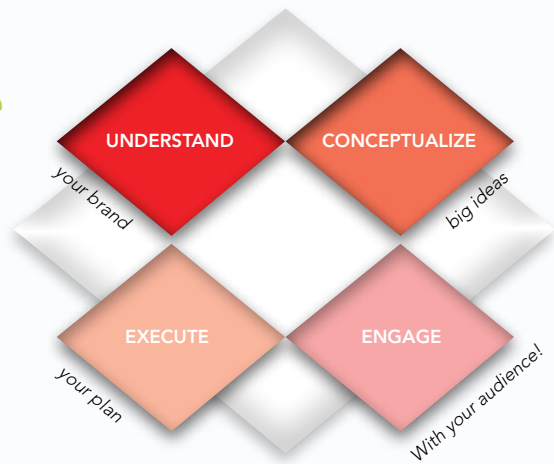 UNDERSTAND
your brand
CONCEPTUALIZE
big ideas
EXECUTE
your plan
ENGAGE
With your audience!